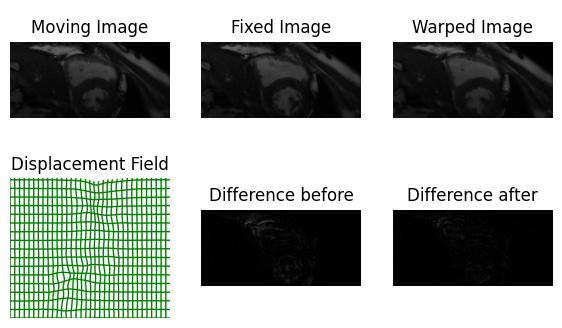 Moving Image
Fixed Image
Warped Image
Displacement Field
Difference before
Difference after